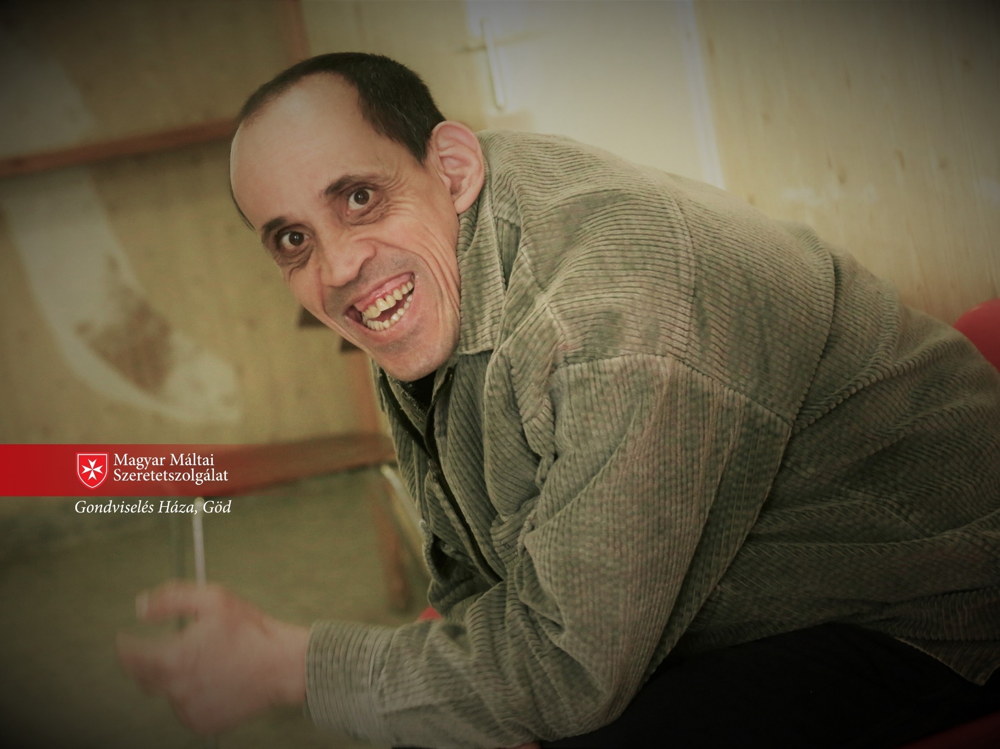 Magyar Máltai
Szeretetszolgálat
Gondviselés Háza, Göd